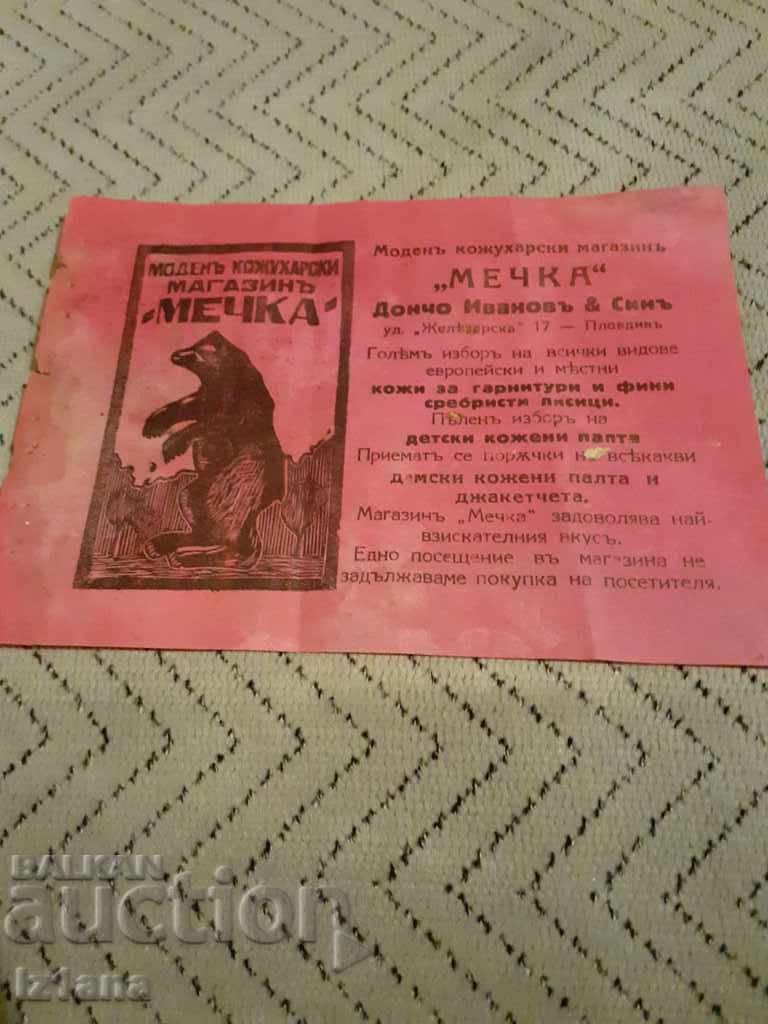 МОДЕНЪ КОЖУХАРСКИ
МАГАЗИНЪ
„МЕЧКА“
Моденъ кожухарски магазинъ
„МЕЧКА“
Дончо Ивановъ & Синъ
ул. „Желѣзарска“ 17 — Пловдивъ
Голѣмъ изборъ на всички видове
европейски и мѣстни
кожи за гарнитури и фини
сребристи лисици.
Пъленъ изборъ на
детски кожени палта
Приематъ се порѫчки на всѣкакви
дамски кожени палта и
джакетчета.
Магазинъ „Мечка“ задоволява най-
взискателния вкусъ.
Едно посещение въ магазина не
задължаваме покупка на посетителя.
BALKAN
auction
iz1ana